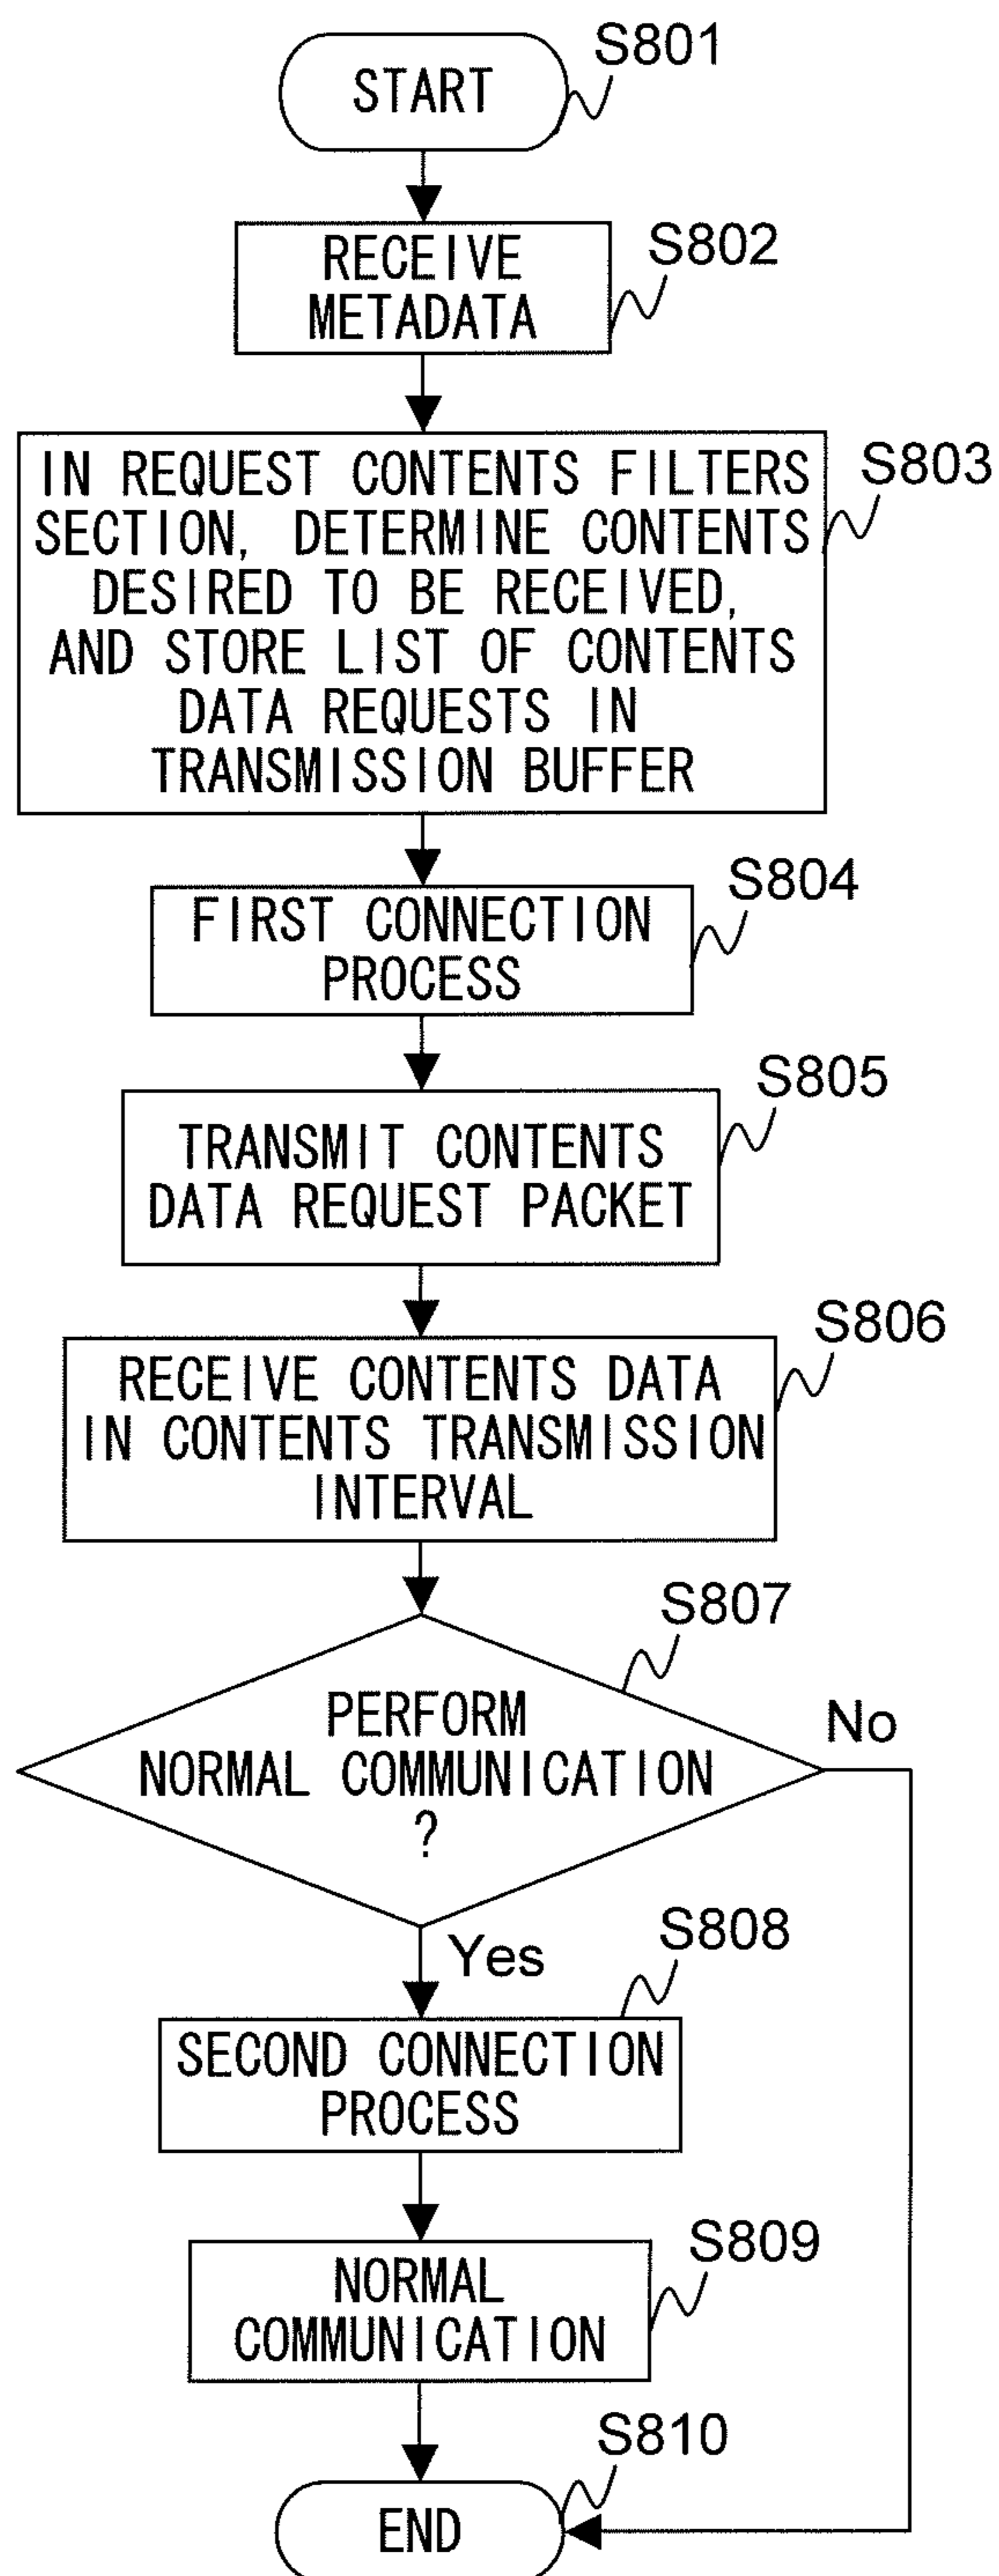 START
S801
RECEIVE
METADATA
S802
IN REQUEST CONTENTS FILTERS
SECTION, DETERMINE CONTENTS
DESIRED TO BE RECEIVED,
AND STORE LIST OF CONTENTS
DATA REQUESTS IN
TRANSMISSION BUFFER
S803
FIRST CONNECTION
PROCESS
S804
TRANSMIT CONTENTS
DATA REQUEST PACKET
S805
RECEIVE CONTENTS DATA
IN CONTENTS TRANSMISSION
INTERVAL
S806
PERFORM
NORMAL COMMUNICATION
?
S807
No
Yes
SECOND CONNECTION
PROCESS
S808
NORMAL
COMMUNICATION
S809
END
S810